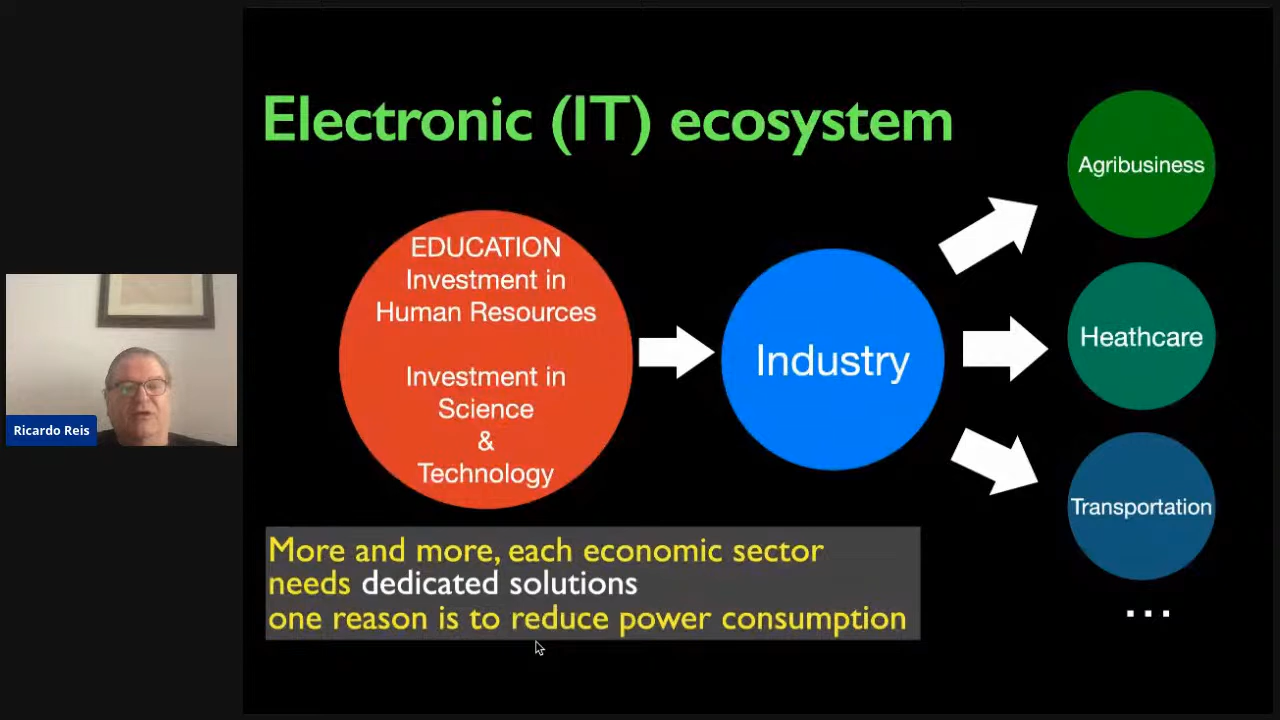 Electronic (IT) ecosystem
EDUCATION
Investment in
Human Resources
Investment in
Science
&
Technology
Industry
Agribusiness
Heathcare
Transportation
...
Ricardo Reis
More and more, each economic sector
needs dedicated solutions
one reason is to reduce power consumption